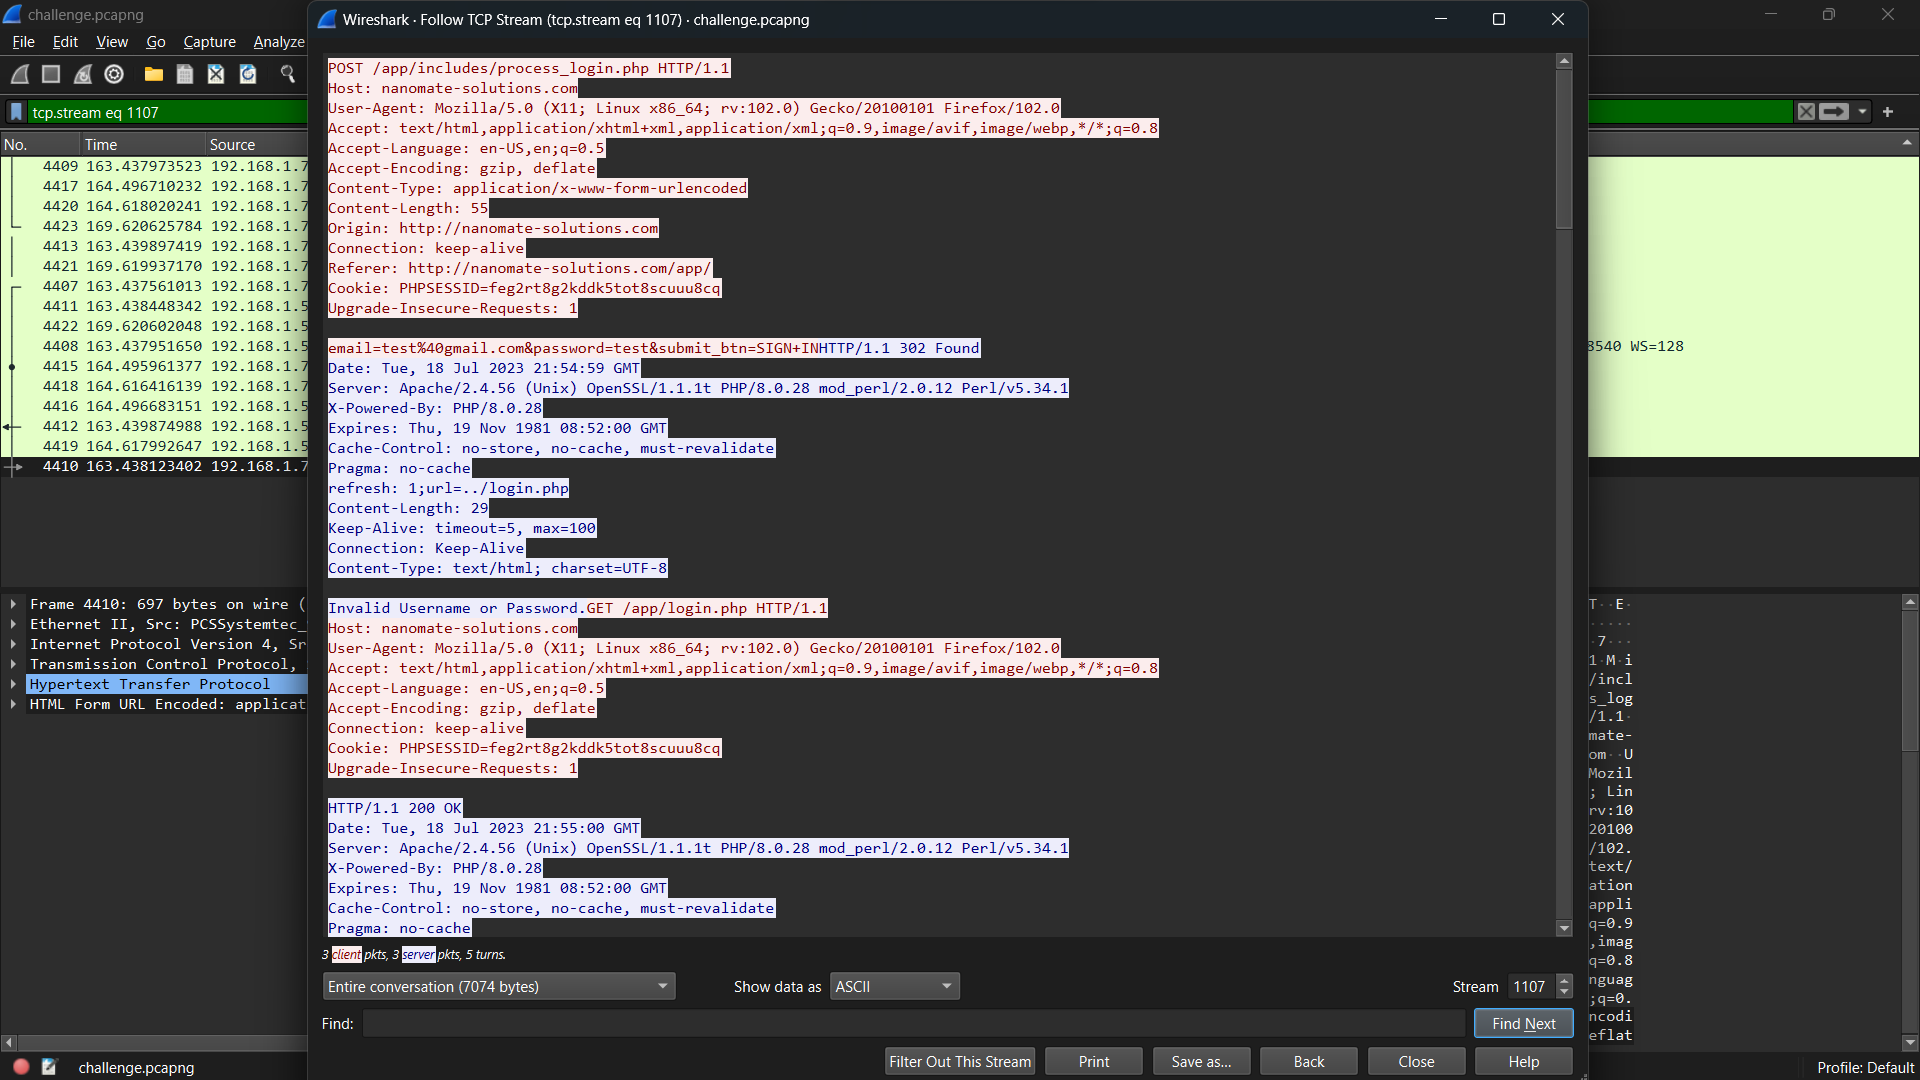 challenge.pcapng
File Edit View Go Capture Analyze
tcp.stream eq 1107
No. Time Source
4409 163.437973523 192.168.1.7
4417 164.496710232 192.168.1.7
4420 164.618020241 192.168.1.7
4423 169.620625784 192.168.1.7
4413 163.439897419 192.168.1.7
4421 169.619937170 192.168.1.7
4407 163.437561013 192.168.1.7
4411 163.438448342 192.168.1.5
4422 169.620602048 192.168.1.5
4408 163.437951650 192.168.1.5
4415 164.495961377 192.168.1.7
4418 164.616416139 192.168.1.7
4416 164.496683151 192.168.1.5
4412 163.439874988 192.168.1.5
4419 164.617992647 192.168.1.5
4410 163.438123402 192.168.1.7
8540 WS=128
Frame 4410: 697 bytes on wire (
Ethernet II, Src: PCSSystemtec_
Internet Protocol Version 4, Sr
Transmission Control Protocol,
Hypertext Transfer Protocol
HTML Form URL Encoded: applicat
Wireshark · Follow TCP Stream (tcp.stream eq 1107) · challenge.pcapng
POST /app/includes/process_login.php HTTP/1.1
Host: nanomate-solutions.com
User-Agent: Mozilla/5.0 (X11; Linux x86_64; rv:102.0) Gecko/20100101 Firefox/102.0
Accept: text/html,application/xhtml+xml,application/xml;q=0.9,image/avif,image/webp,*/*;q=0.8
Accept-Language: en-US,en;q=0.5
Accept-Encoding: gzip, deflate
Content-Type: application/x-www-form-urlencoded
Content-Length: 55
Origin: http://nanomate-solutions.com
Connection: keep-alive
Referer: http://nanomate-solutions.com/app/
Cookie: PHPSESSID=feg2rt8g2kddk5tot8scuuu8cq
Upgrade-Insecure-Requests: 1
email=test%40gmail.com&password=test&submit_btn=SIGN+INHTTP/1.1 302 Found
Date: Tue, 18 Jul 2023 21:54:59 GMT
Server: Apache/2.4.56 (Unix) OpenSSL/1.1.1t PHP/8.0.28 mod_perl/2.0.12 Perl/v5.34.1
X-Powered-By: PHP/8.0.28
Expires: Thu, 19 Nov 1981 08:52:00 GMT
Cache-Control: no-store, no-cache, must-revalidate
Pragma: no-cache
refresh: 1;url=../login.php
Content-Length: 29
Keep-Alive: timeout=5, max=100
Connection: Keep-Alive
Content-Type: text/html; charset=UTF-8
Invalid Username or Password.GET /app/login.php HTTP/1.1
Host: nanomate-solutions.com
User-Agent: Mozilla/5.0 (X11; Linux x86_64; rv:102.0) Gecko/20100101 Firefox/102.0
Accept: text/html,application/xhtml+xml,application/xml;q=0.9,image/avif,image/webp,*/*;q=0.8
Accept-Language: en-US,en;q=0.5
Accept-Encoding: gzip, deflate
Connection: keep-alive
Cookie: PHPSESSID=feg2rt8g2kddk5tot8scuuu8cq
Upgrade-Insecure-Requests: 1
HTTP/1.1 200 OK
Date: Tue, 18 Jul 2023 21:55:00 GMT
Server: Apache/2.4.56 (Unix) OpenSSL/1.1.1t PHP/8.0.28 mod_perl/2.0.12 Perl/v5.34.1
X-Powered-By: PHP/8.0.28
Expires: Thu, 19 Nov 1981 08:52:00 GMT
Cache-Control: no-store, no-cache, must-revalidate
Pragma: no-cache
3 client pkts, 3 server pkts, 5 turns.
Entire conversation (7074 bytes) Show data as ASCII Stream 1107
Find: Find Next
Filter Out This Stream Print Save as... Back Close Help
T··E·
·····
·7···
1·M·i
/incl
s_log
/1.1·
mate-
om··U
Mozil
; Lin
rv:10
20100
/102.
text/
ation
appli
q=0.9
,imag
q=0.8
nguag
;q=0.
ncodi
eflat
challenge.pcapng
Profile: Default